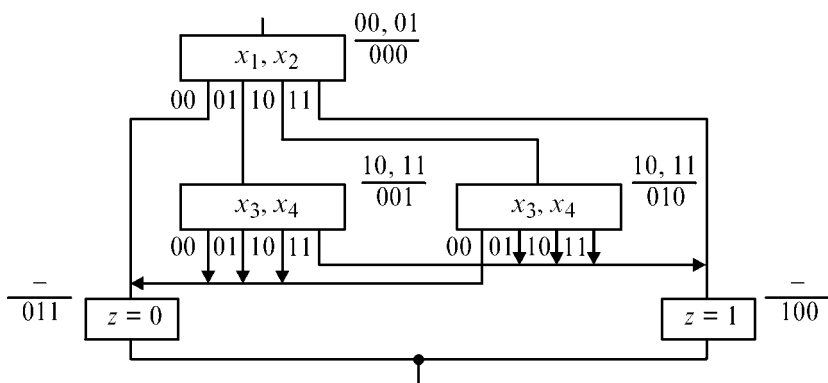 00, 01
x₁, x₂
000
00 01 10 11
10, 11
10, 11
x₃, x₄
001
x₃, x₄
010
00 01 10 11
00 01 10 11
–
–
011
z = 0
z = 1
100